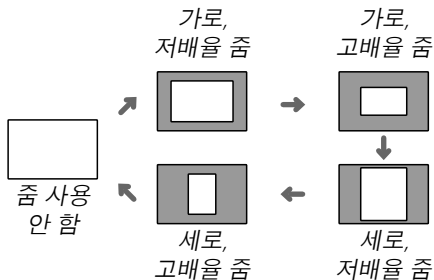 가로,
저배율 줌
가로,
고배율 줌
줌 사용
안 함
세로,
고배율 줌
세로,
저배율 줌